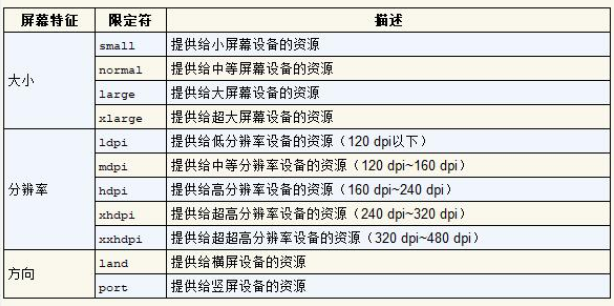 屏幕特征 限定符 描述
大小 small 提供给小屏幕设备的资源
normal 提供给中等屏幕设备的资源
large 提供给大屏幕设备的资源
xlarge 提供给超大屏幕设备的资源
分辨率 ldpi 提供给低分辨率设备的资源（120 dpi以下）
mdpi 提供给中等分辨率设备的资源（120 dpi~160 dpi）
hdpi 提供给高分辨率设备的资源（160 dpi~240 dpi）
xhdpi 提供给超高分辨率设备的资源（240 dpi~320 dpi）
xxhdpi 提供给超超高分辨率设备的资源（320 dpi~480 dpi）
方向 land 提供给横屏设备的资源
port 提供给竖屏设备的资源